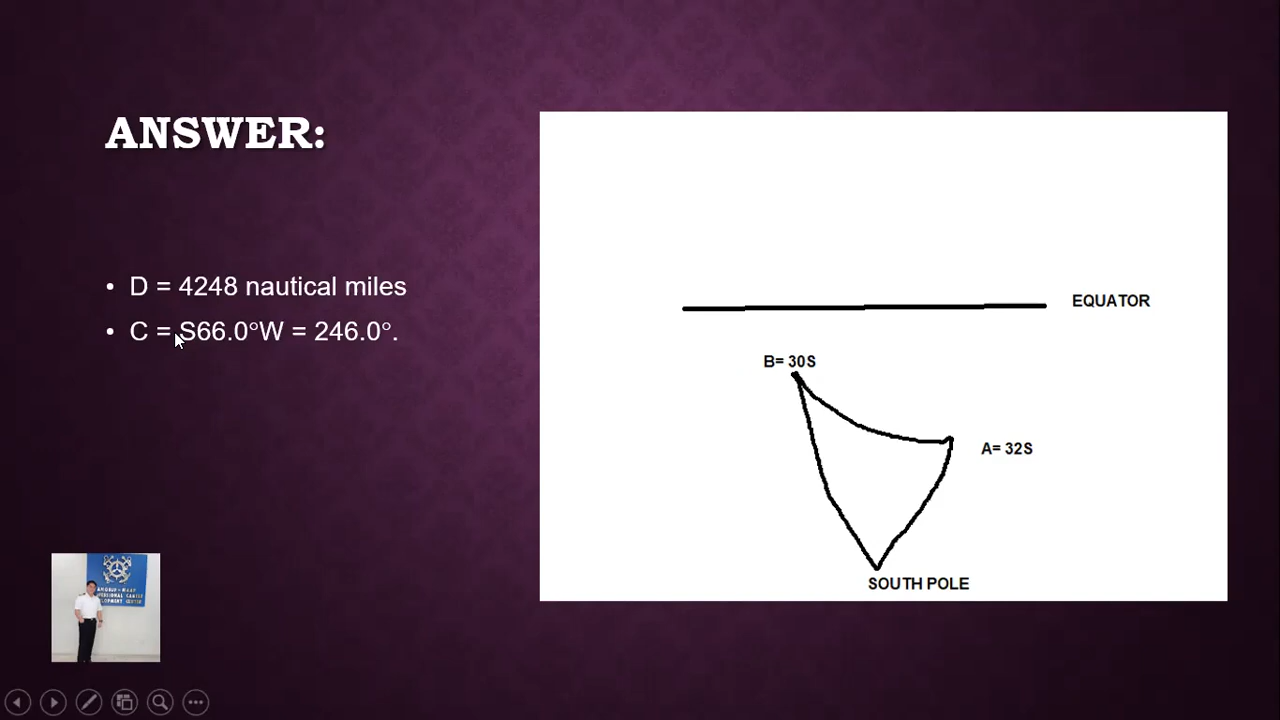 ANSWER:
• D = 4248 nautical miles
• C = S66.0°W = 246.0°.
EQUATOR
B= 30S
A= 32S
SOUTH POLE